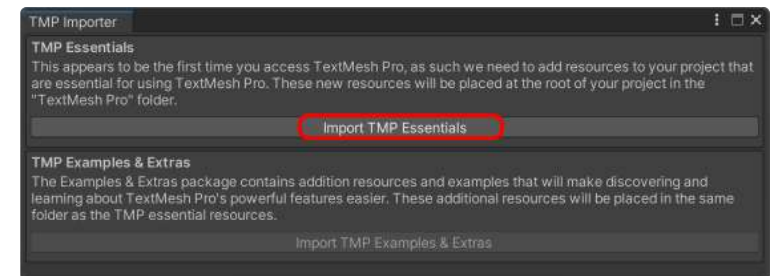 TMP Importer
TMP Essentials
This appears to be the first time you access TextMesh Pro, as such we need to add resources to your project that
are essential for using TextMesh Pro. These new resources will be placed at the root of your project in the
"TextMesh Pro" folder.
Import TMP Essentials
TMP Examples & Extras
The Examples & Extras package contains addition resources and examples that will make discovering and
learning about TextMesh Pro's powerful features easier. These additional resources will be placed in the same
folder as the TMP essential resources.
Import TMP Examples & Extras